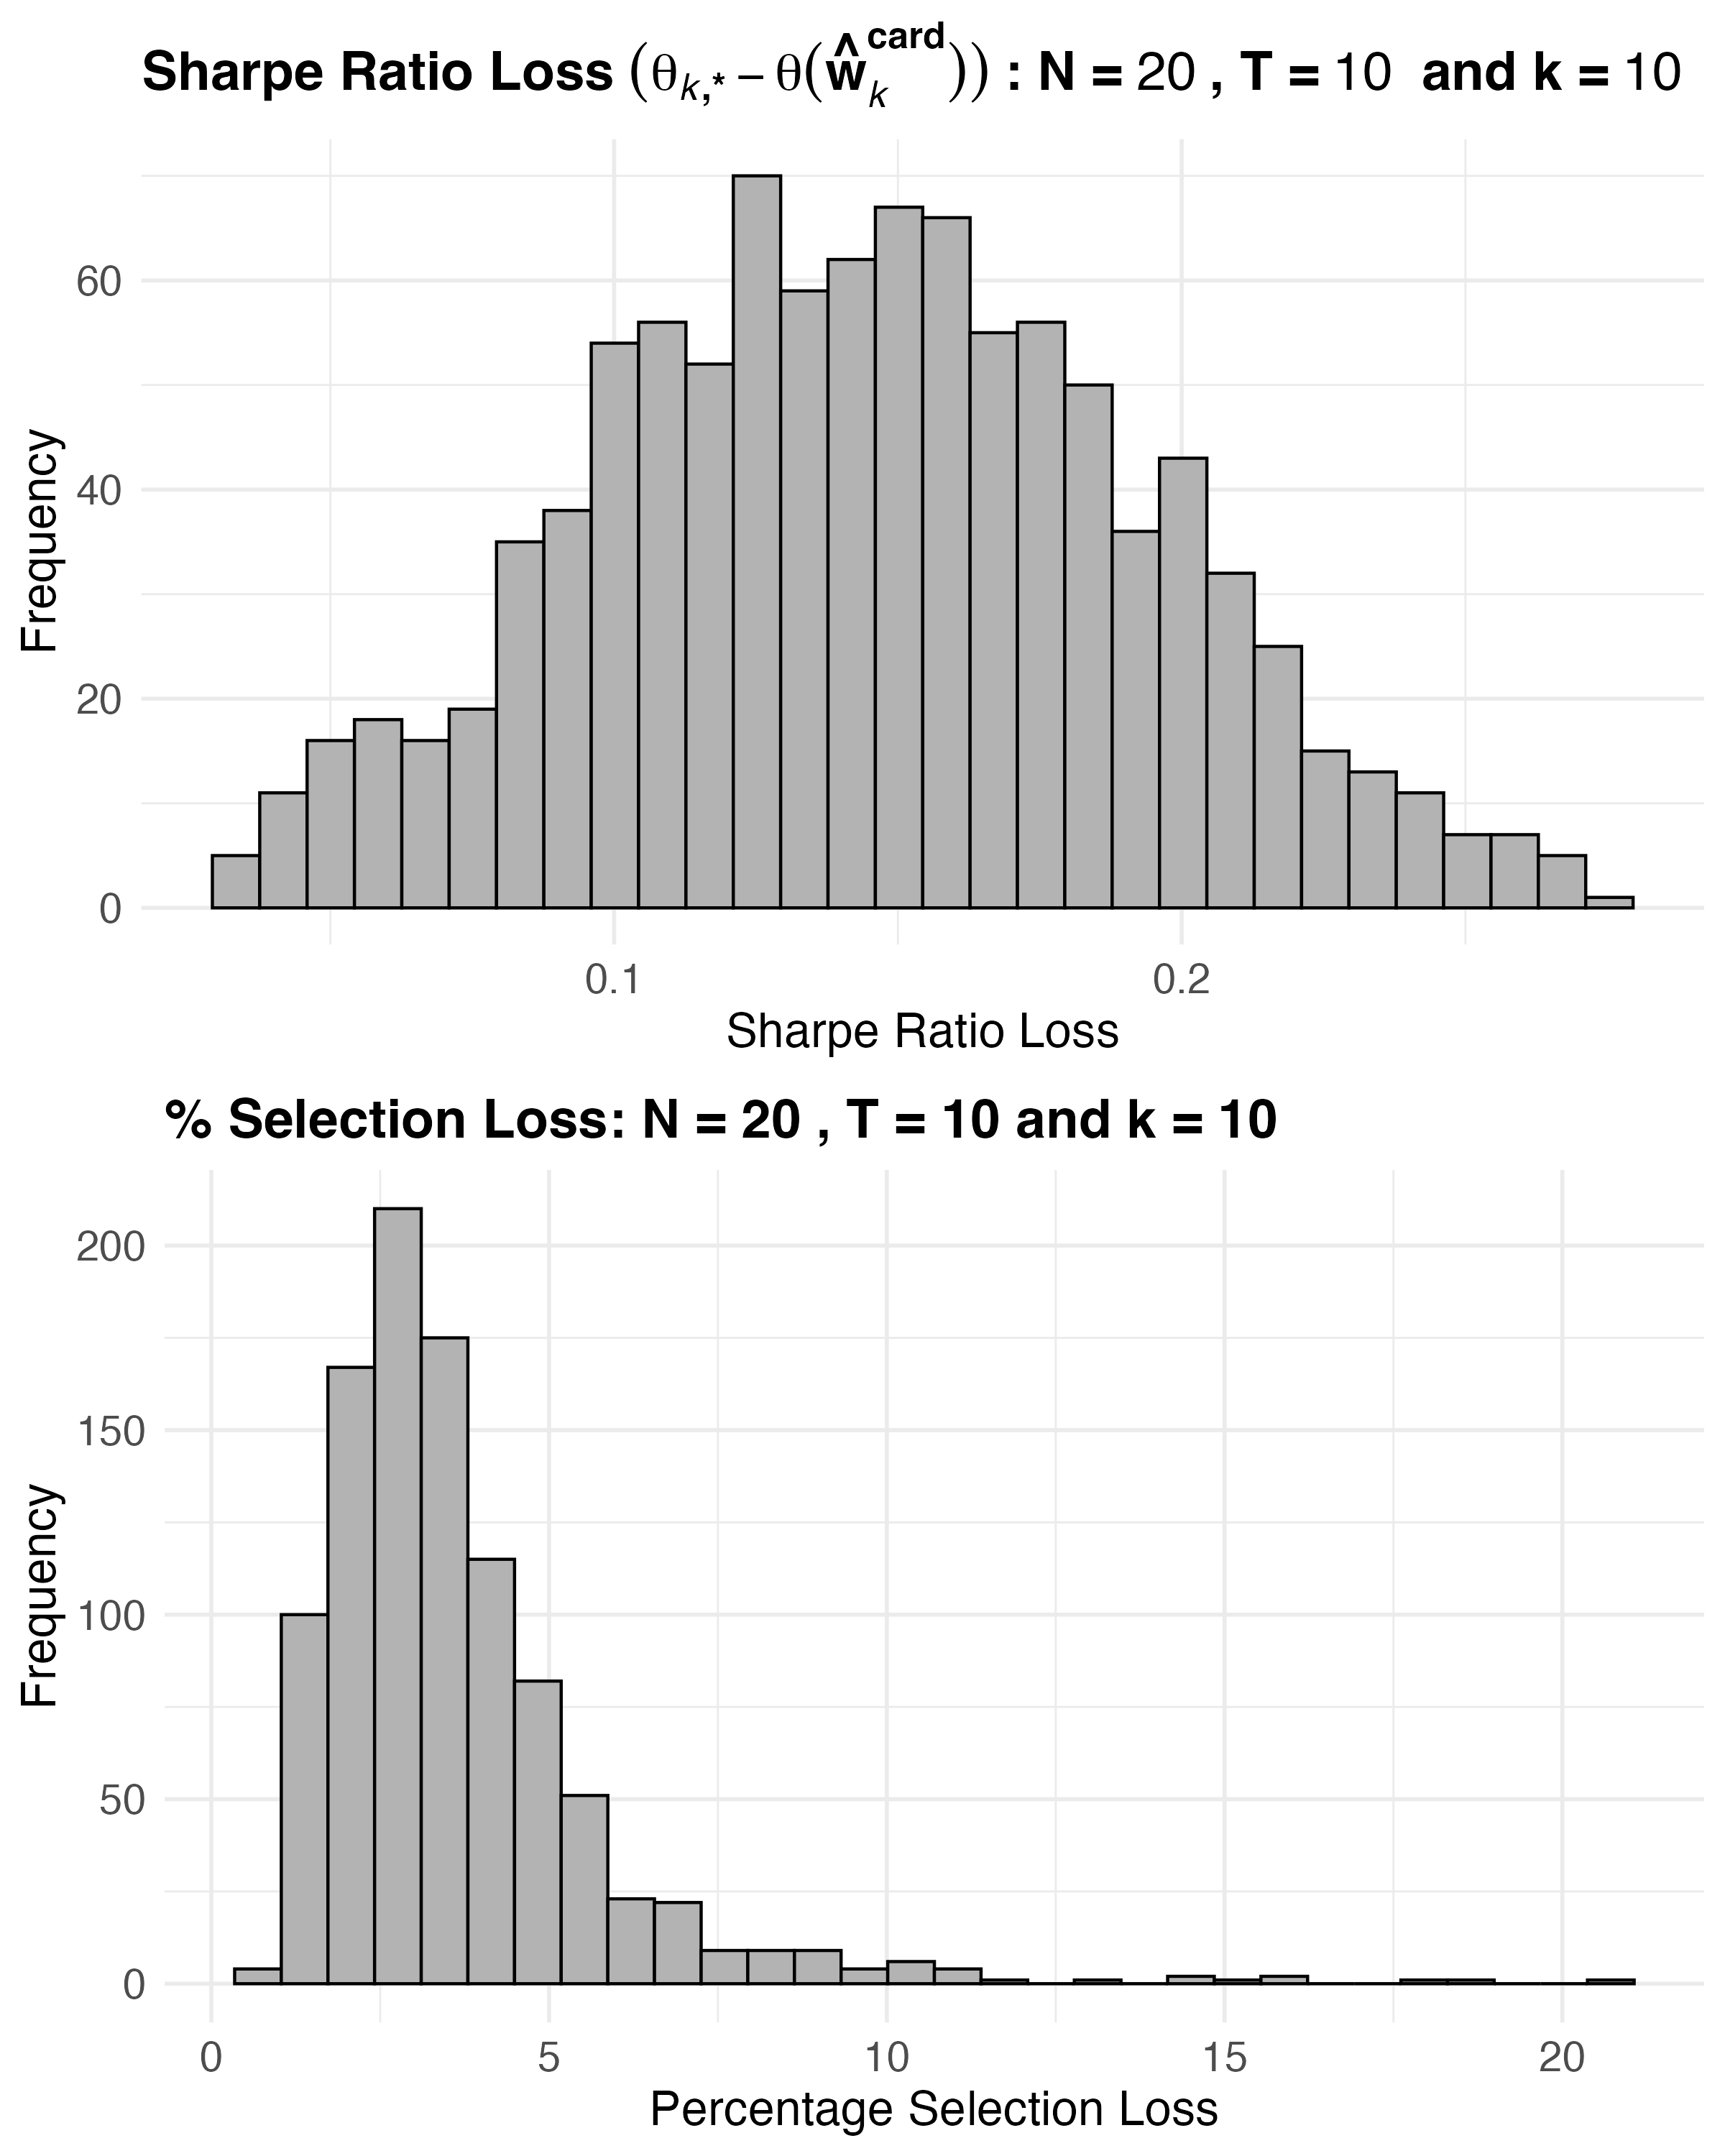 Sharpe Ratio Loss (θk,* − θ(ŵk^card)) : N = 20 , T = 10 and k = 10
60
40
20
0
Frequency
0.1 0.2
Sharpe Ratio Loss
% Selection Loss: N = 20 , T = 10 and k = 10
200
150
100
50
0
Frequency
0 5 10 15 20
Percentage Selection Loss